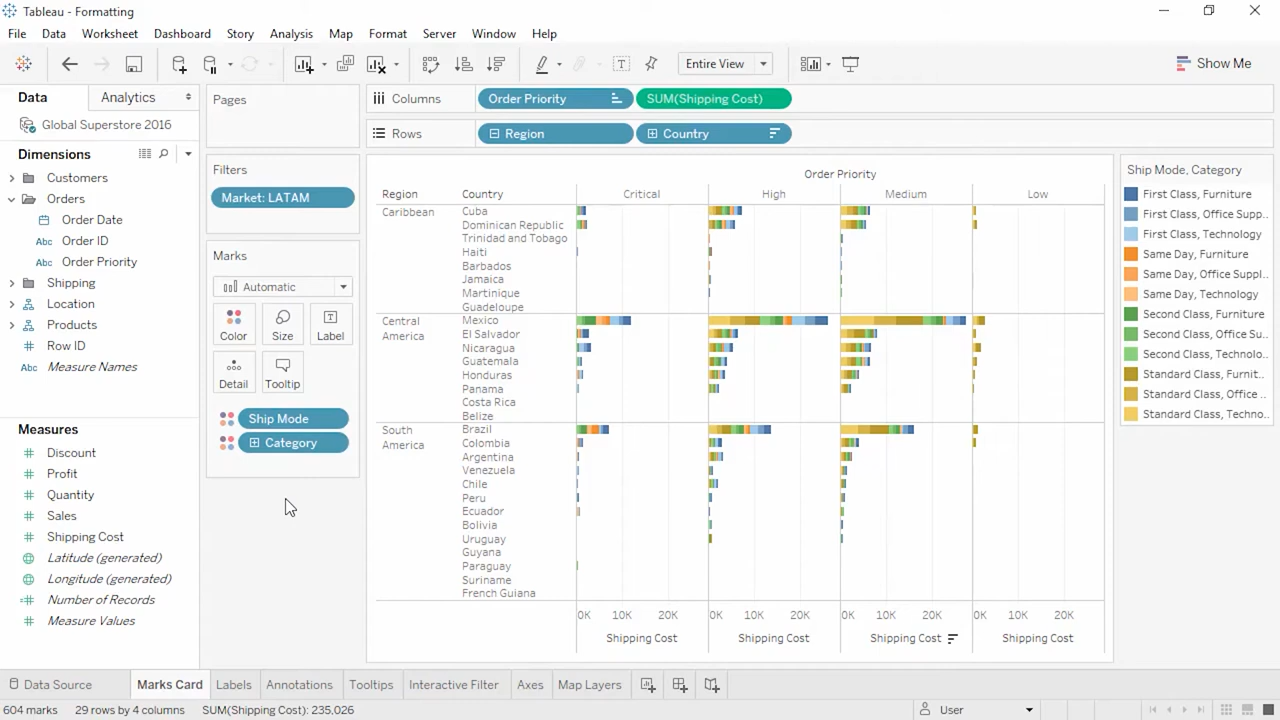 Tableau - Formatting
File Data Worksheet Dashboard Story Analysis Map Format Server Window Help
Entire View
Show Me
Data
Analytics
Global Superstore 2016
Dimensions
Customers
Orders
Order Date
Abc Order ID
Abc Order Priority
Shipping
Location
Products
Row ID
Abc Measure Names
Measures
Discount
Profit
Quantity
Sales
Shipping Cost
Latitude (generated)
Longitude (generated)
Number of Records
Measure Values
Pages
Filters
Market: LATAM
Marks
Automatic
Color Size Label
Detail Tooltip
Ship Mode
Category
Columns Order Priority SUM(Shipping Cost)
Rows Region Country
Order Priority
Region Country Critical High Medium Low
Caribbean Cuba
Dominican Republic
Trinidad and Tobago
Haiti
Barbados
Jamaica
Martinique
Guadeloupe
Central America Mexico
El Salvador
Nicaragua
Guatemala
Honduras
Panama
Costa Rica
Belize
South America Brazil
Colombia
Argentina
Venezuela
Chile
Peru
Ecuador
Bolivia
Uruguay
Guyana
Paraguay
Suriname
French Guiana
0K 10K 20K 0K 10K 20K 0K 10K 20K 0K 10K 20K
Shipping Cost Shipping Cost Shipping Cost Shipping Cost
Ship Mode, Category
First Class, Furniture
First Class, Office Supp..
First Class, Technology
Same Day, Furniture
Same Day, Office Suppl..
Same Day, Technology
Second Class, Furniture
Second Class, Office Su..
Second Class, Technolo..
Standard Class, Furnit..
Standard Class, Office ..
Standard Class, Techno..
Data Source Marks Card Labels Annotations Tooltips Interactive Filter Axes Map Layers
604 marks 29 rows by 4 columns SUM(Shipping Cost): 235,026
User